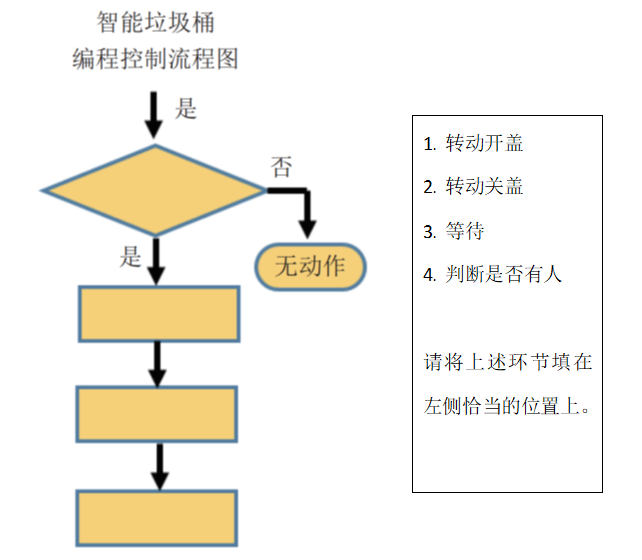 智能垃圾桶
编程控制流程图
是
否
是
无动作
1. 转动开盖
2. 转动关盖
3. 等待
4. 判断是否有人
请将上述环节填在
左侧恰当的位置上。